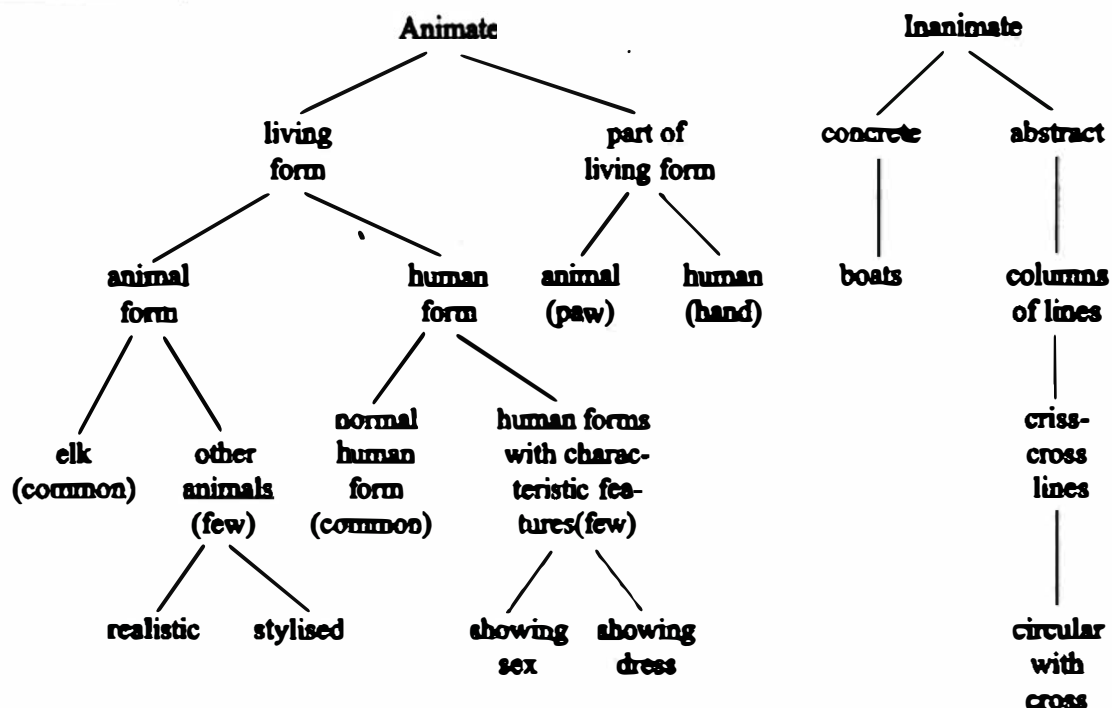 Animate
Inanimate
living
form
part of
living form
concrete
abstract
animal
form
human
form
animal
(paw)
human
(hand)
boats
columns
of lines
elk
(common)
other
animals
(few)
normal
human
form
(common)
human forms
with charac-
teristic fea-
tures(few)
criss-
cross
lines
realistic
stylised
showing
sex
showing
dress
circular
with
cross